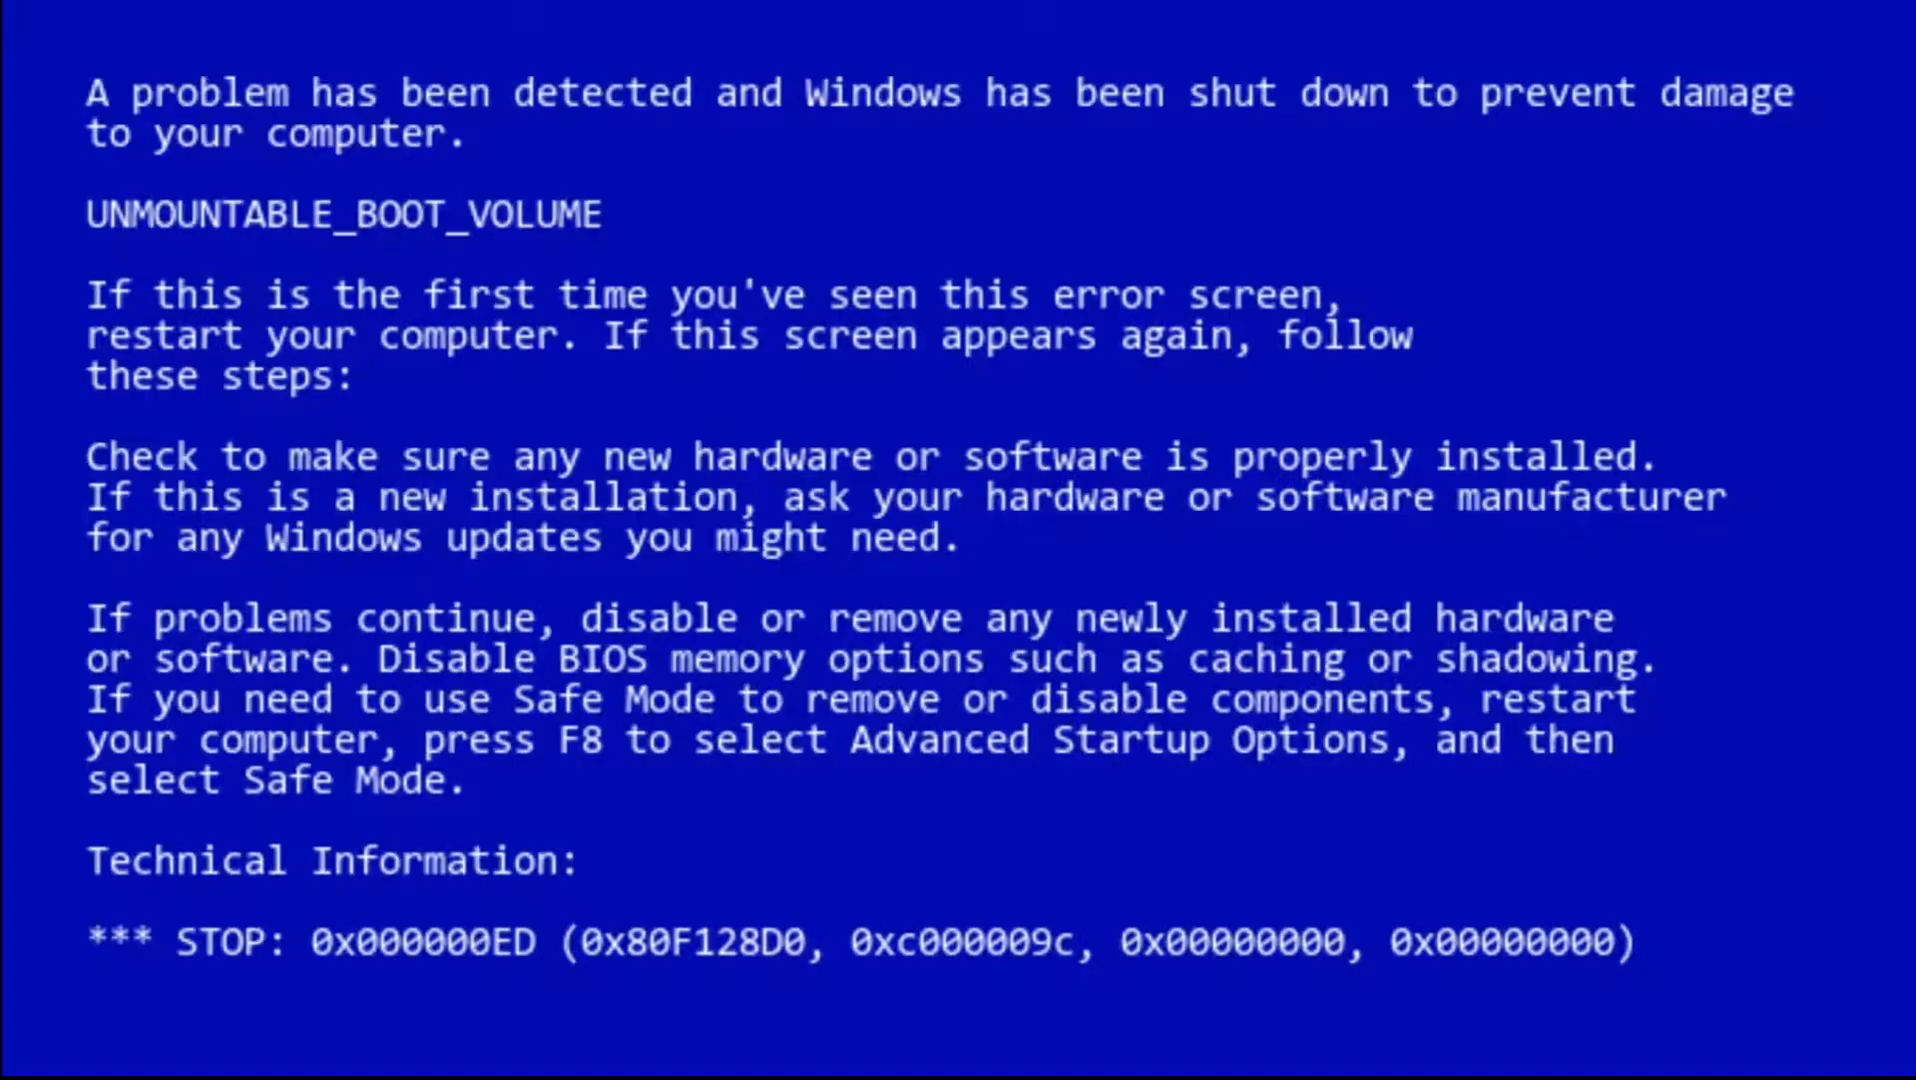 A problem has been detected and Windows has been shut down to prevent damage
to your computer.
UNMOUNTABLE_BOOT_VOLUME
If this is the first time you've seen this error screen,
restart your computer. If this screen appears again, follow
these steps:
Check to make sure any new hardware or software is properly installed.
If this is a new installation, ask your hardware or software manufacturer
for any Windows updates you might need.
If problems continue, disable or remove any newly installed hardware
or software. Disable BIOS memory options such as caching or shadowing.
If you need to use Safe Mode to remove or disable components, restart
your computer, press F8 to select Advanced Startup Options, and then
select Safe Mode.
Technical Information:
*** STOP: 0x000000ED (0x80F128D0, 0xc000009c, 0x00000000, 0x00000000)